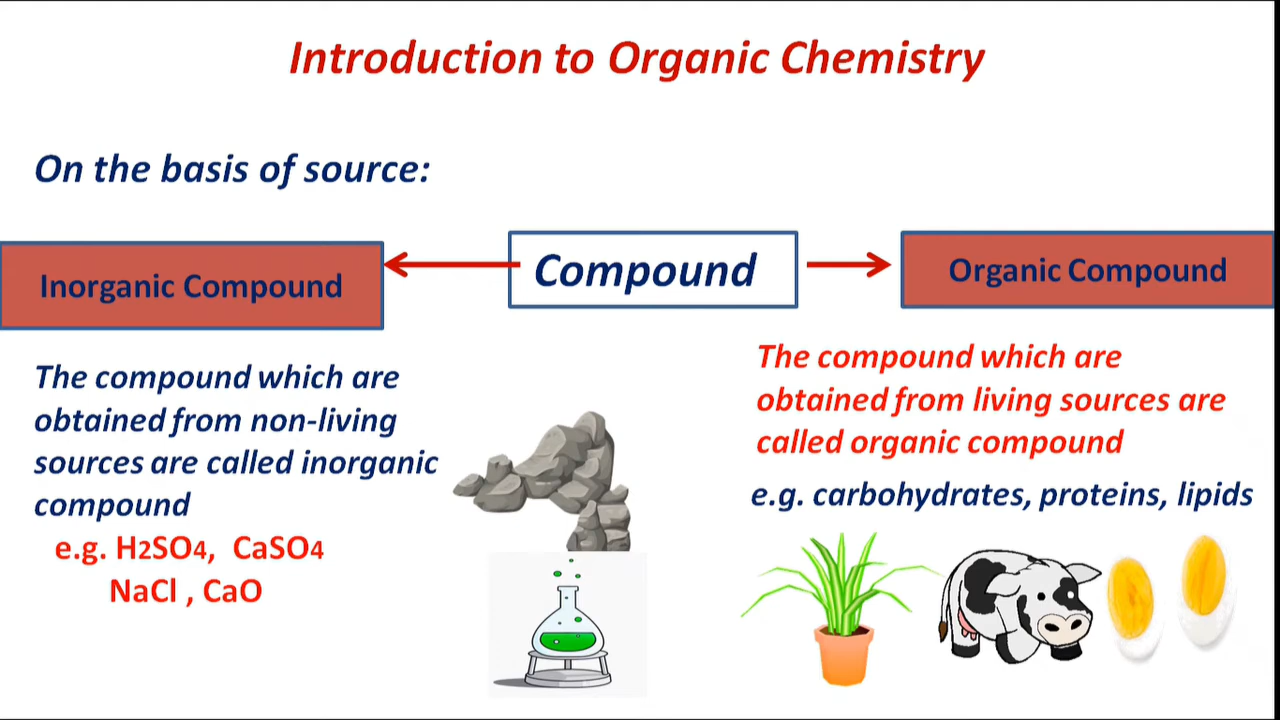 Introduction to Organic Chemistry
On the basis of source:
Compound
Inorganic Compound
The compound which are
obtained from non-living
sources are called inorganic
compound
e.g. H2SO4, CaSO4
NaCl , CaO
Organic Compound
The compound which are
obtained from living sources are
called organic compound
e.g. carbohydrates, proteins, lipids